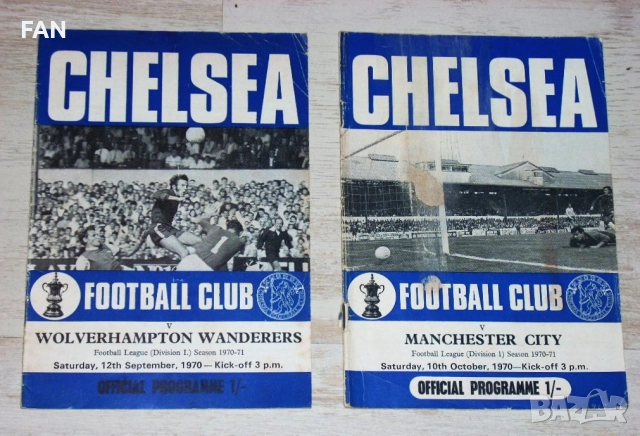 FAN
CHELSEA
FOOTBALL CLUB
v
WOLVERHAMPTON WANDERERS
Football League (Division 1.) Season 1970-71
Saturday, 12th September, 1970—Kick-off 3 p.m.
OFFICIAL PROGRAMME 1/-
CHELSEA
FOOTBALL CLUB
v
MANCHESTER CITY
Football League (Division 1) Season 1970-71
Saturday, 10th October, 1970—Kick-off 3 p.m.
OFFICIAL PROGRAMME 1/-
bazar